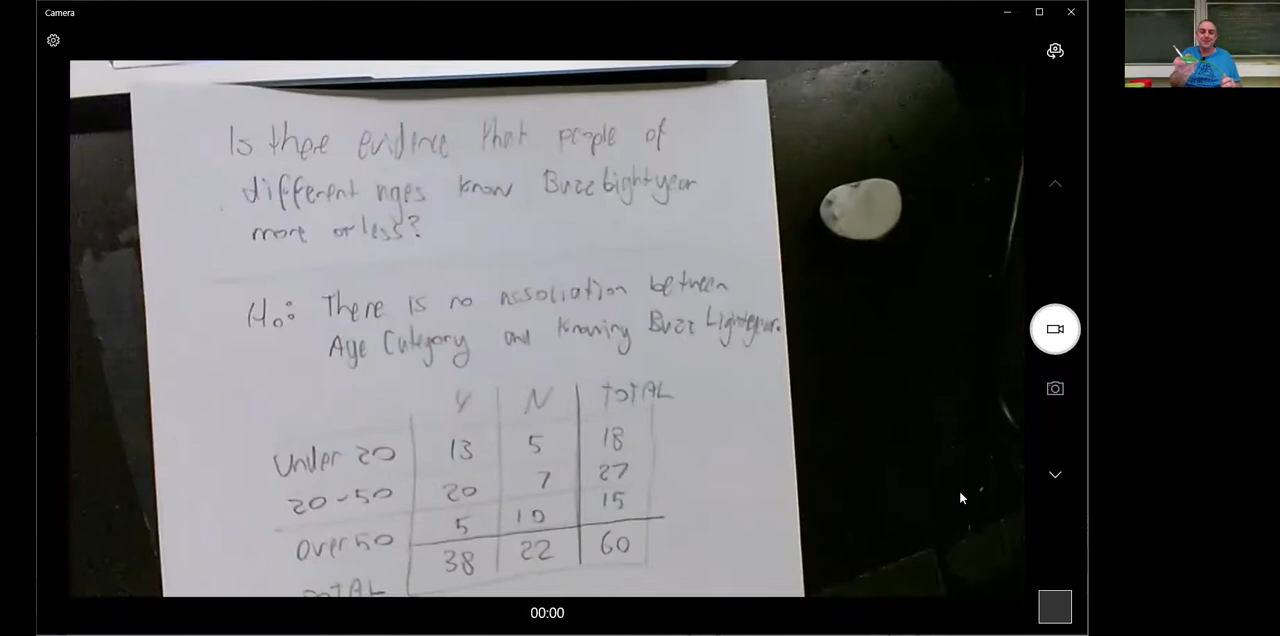 Camera
Is there evidence that people of
different ages know Buzz Lightyear
more or less?
H₀: There is no association between
Age Category and Knowing Buzz Lightyear.
Y N TOTAL
Under 20 13 5 18
20-50 20 7 27
Over 50 5 10 15
TOTAL 38 22 60
00:00